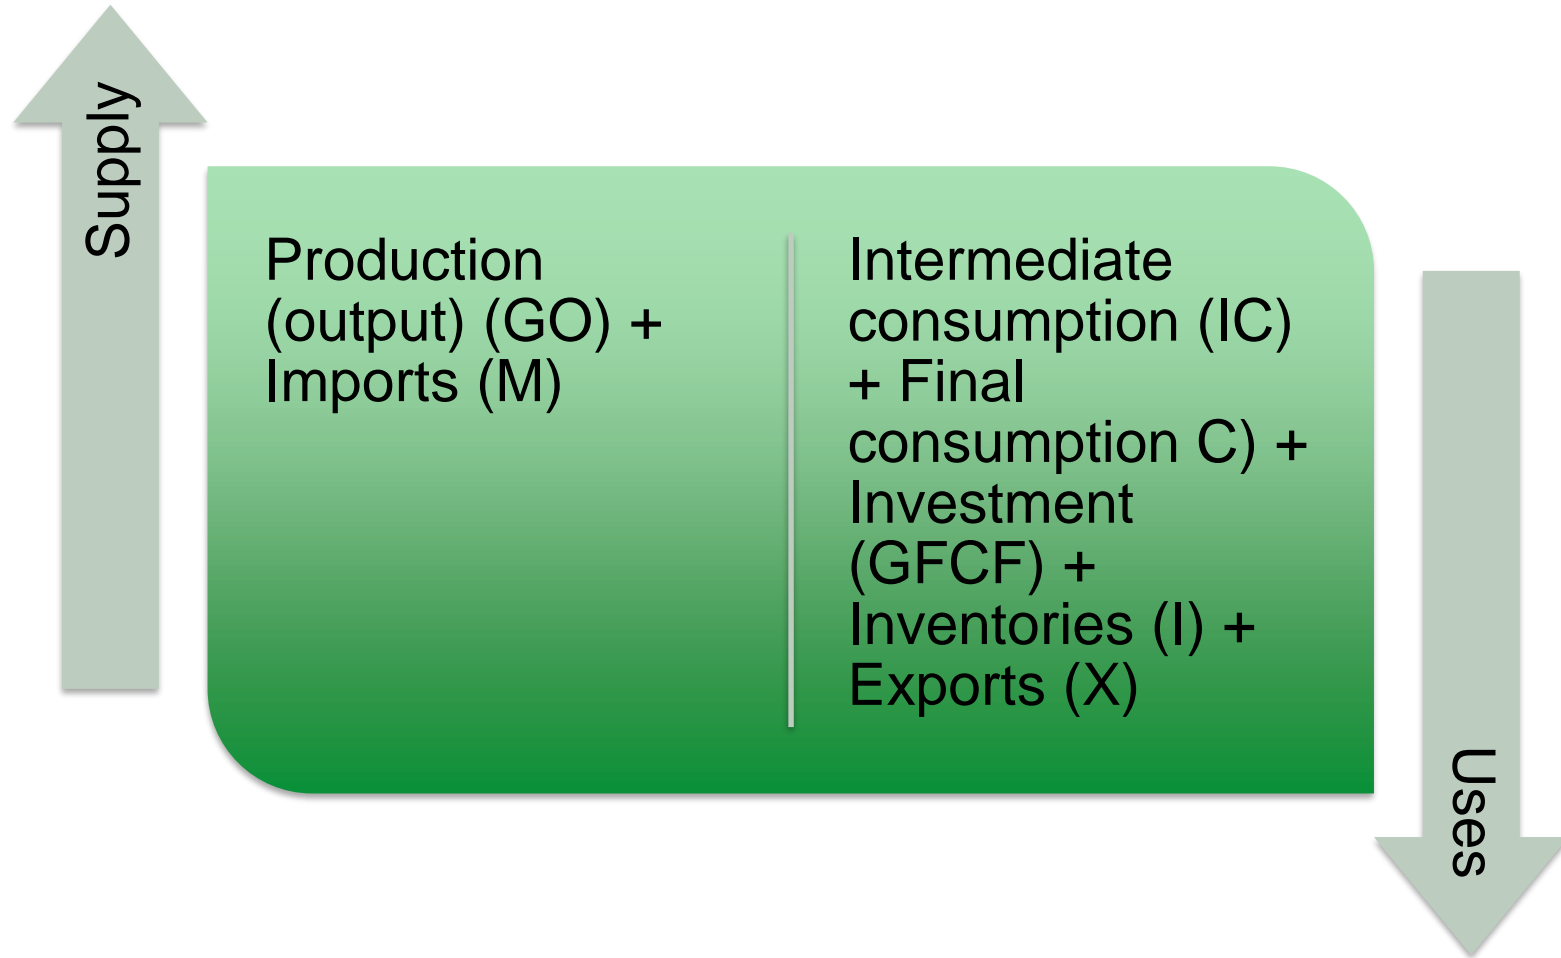 Supply
Production
(output) (GO) +
Imports (M)
Intermediate
consumption (IC)
+ Final
consumption C) +
Investment
(GFCF) +
Inventories (I) +
Exports (X)
Uses